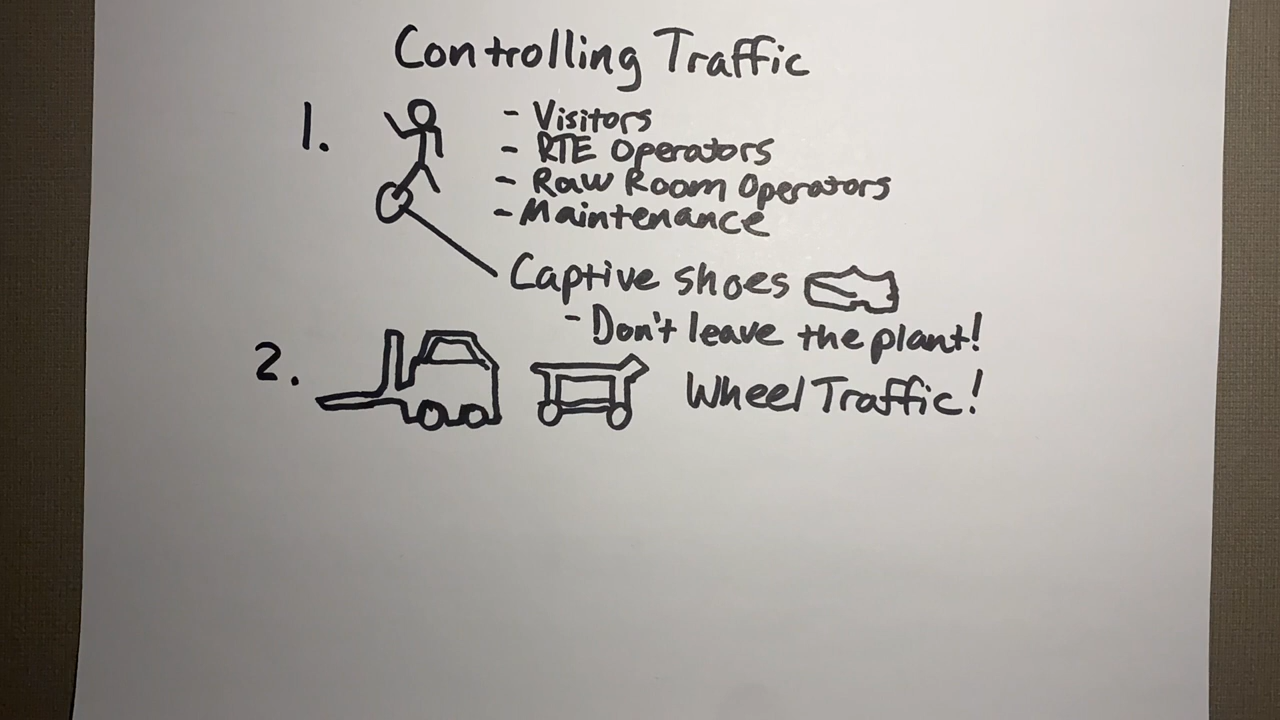 Controlling Traffic
1.
- Visitors
- RTE Operators
- Raw Room Operators
- Maintenance
Captive shoes
- Don't leave the plant!
2.
Wheel Traffic!